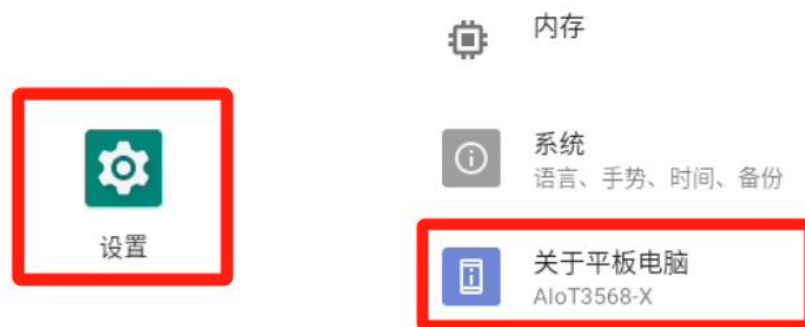 设置
内存
系统
语言、手势、时间、备份
关于平板电脑
AIoT3568-X